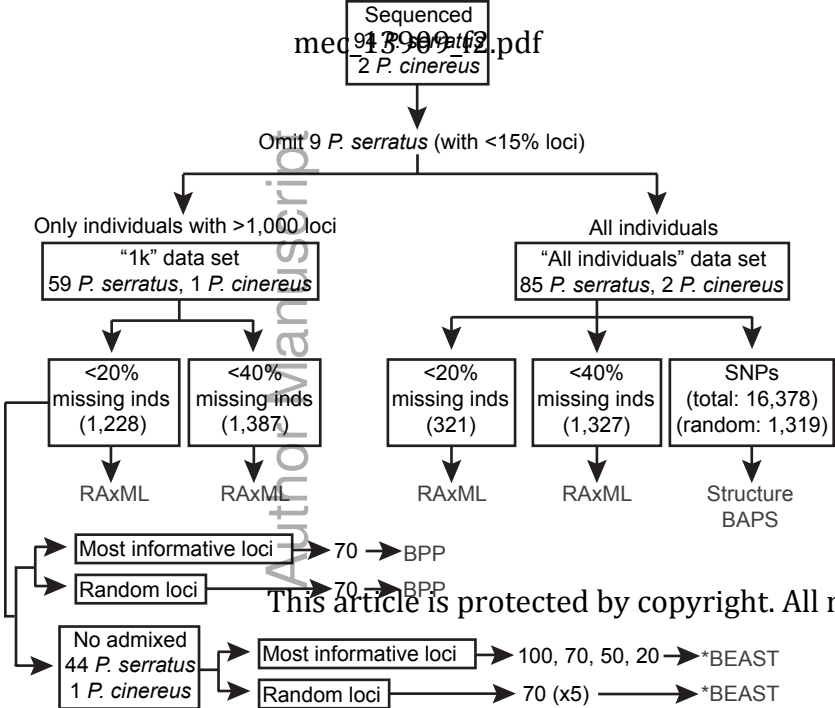 Sequenced
94 P. serratus
2 P. cinereus
mec_13909_f2.pdf
Omit 9 P. serratus (with <15% loci)
Only individuals with >1,000 loci
All individuals
"1k" data set
59 P. serratus, 1 P. cinereus
"All individuals" data set
85 P. serratus, 2 P. cinereus
<20%
missing inds
(1,228)
<40%
missing inds
(1,387)
<20%
missing inds
(321)
<40%
missing inds
(1,327)
SNPs
(total: 16,378)
(random: 1,319)
RAxML
RAxML
RAxML
RAxML
Structure
BAPS
Most informative loci
70
BPP
Random loci
70
BPP
No admixed
44 P. serratus
1 P. cinereus
Most informative loci
100, 70, 50, 20
*BEAST
Random loci
70 (x5)
*BEAST
Author Manuscript
This article is protected by copyright. All r